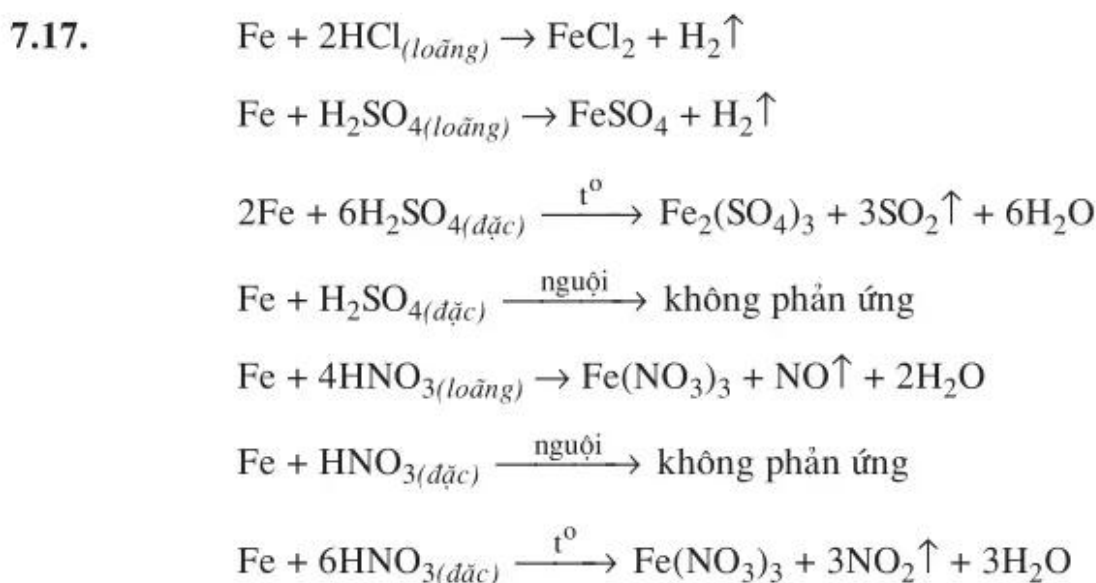 7.17. Fe + 2HCl(loãng) → FeCl₂ + H₂↑
Fe + H₂SO₄(loãng) → FeSO₄ + H₂↑
2Fe + 6H₂SO₄(đặc) —tº→ Fe₂(SO₄)₃ + 3SO₂↑ + 6H₂O
Fe + H₂SO₄(đặc) —nguội→ không phản ứng
Fe + 4HNO₃(loãng) → Fe(NO₃)₃ + NO↑ + 2H₂O
Fe + HNO₃(đặc) —nguội→ không phản ứng
Fe + 6HNO₃(đặc) —tº→ Fe(NO₃)₃ + 3NO₂↑ + 3H₂O